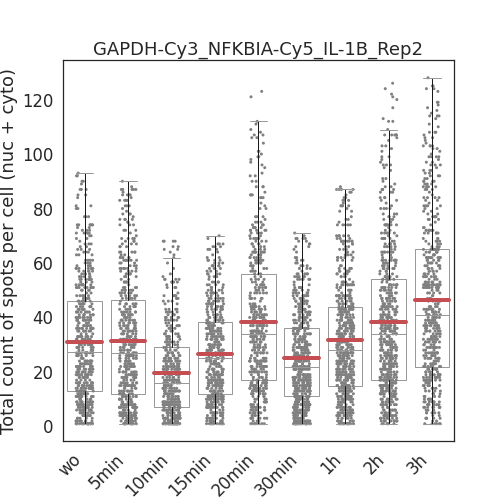 GAPDH-Cy3_NFKBIA-Cy5_IL-1B_Rep2
Total count of spots per cell (nuc + cyto)
120
100
80
60
40
20
0
wo
5min
10min
15min
20min
30min
1h
2h
3h